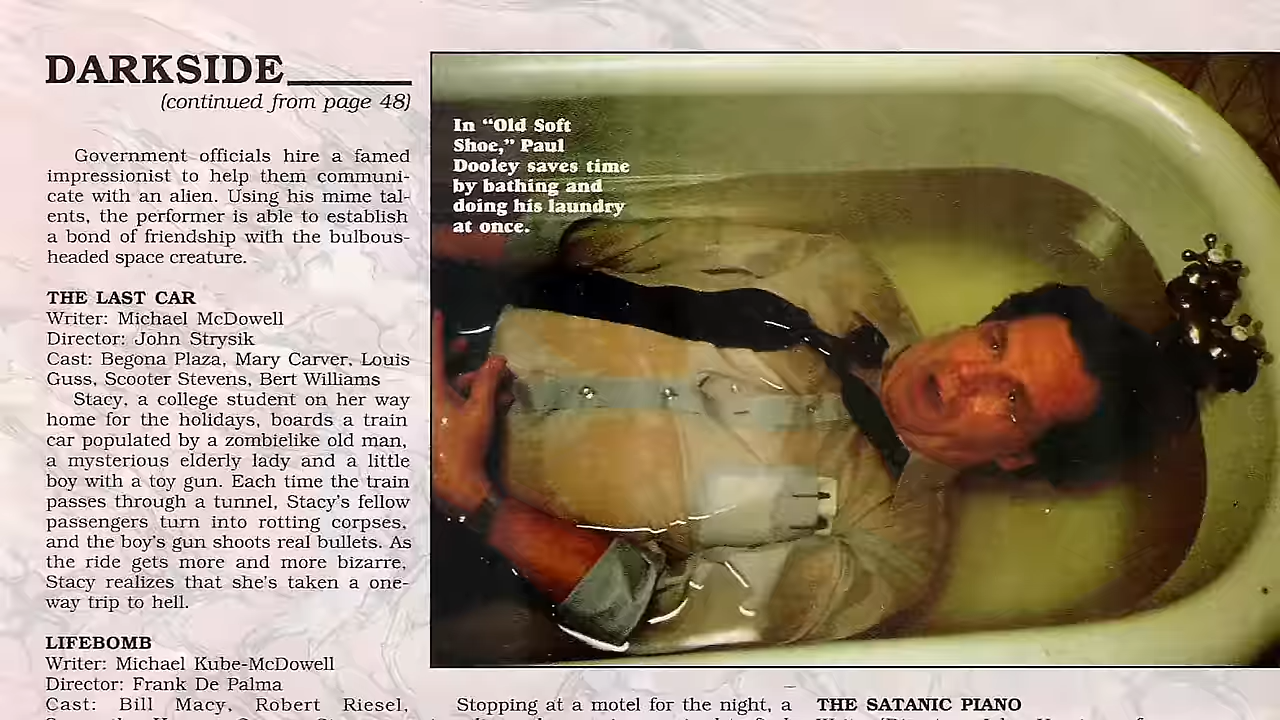 DARKSIDE
(continued from page 48)
Government officials hire a famed
impressionist to help them communi-
cate with an alien. Using his mime tal-
ents, the performer is able to establish
a bond of friendship with the bulbous-
headed space creature.
THE LAST CAR
Writer: Michael McDowell
Director: John Strysik
Cast: Begona Plaza, Mary Carver, Louis
Guss, Scooter Stevens, Bert Williams
Stacy, a college student on her way
home for the holidays, boards a train
car populated by a zombielike old man,
a mysterious elderly lady and a little
boy with a toy gun. Each time the train
passes through a tunnel, Stacy's fellow
passengers turn into rotting corpses,
and the boy's gun shoots real bullets. As
the ride gets more and more bizarre,
Stacy realizes that she's taken a one-
way trip to hell.
LIFEBOMB
Writer: Michael Kube-McDowell
Director: Frank De Palma
Cast: Bill Macy, Robert Riesel,
In “Old Soft
Shoe,” Paul
Dooley saves time
by bathing and
doing his laundry
at once.
Stopping at a motel for the night, a
THE SATANIC PIANO